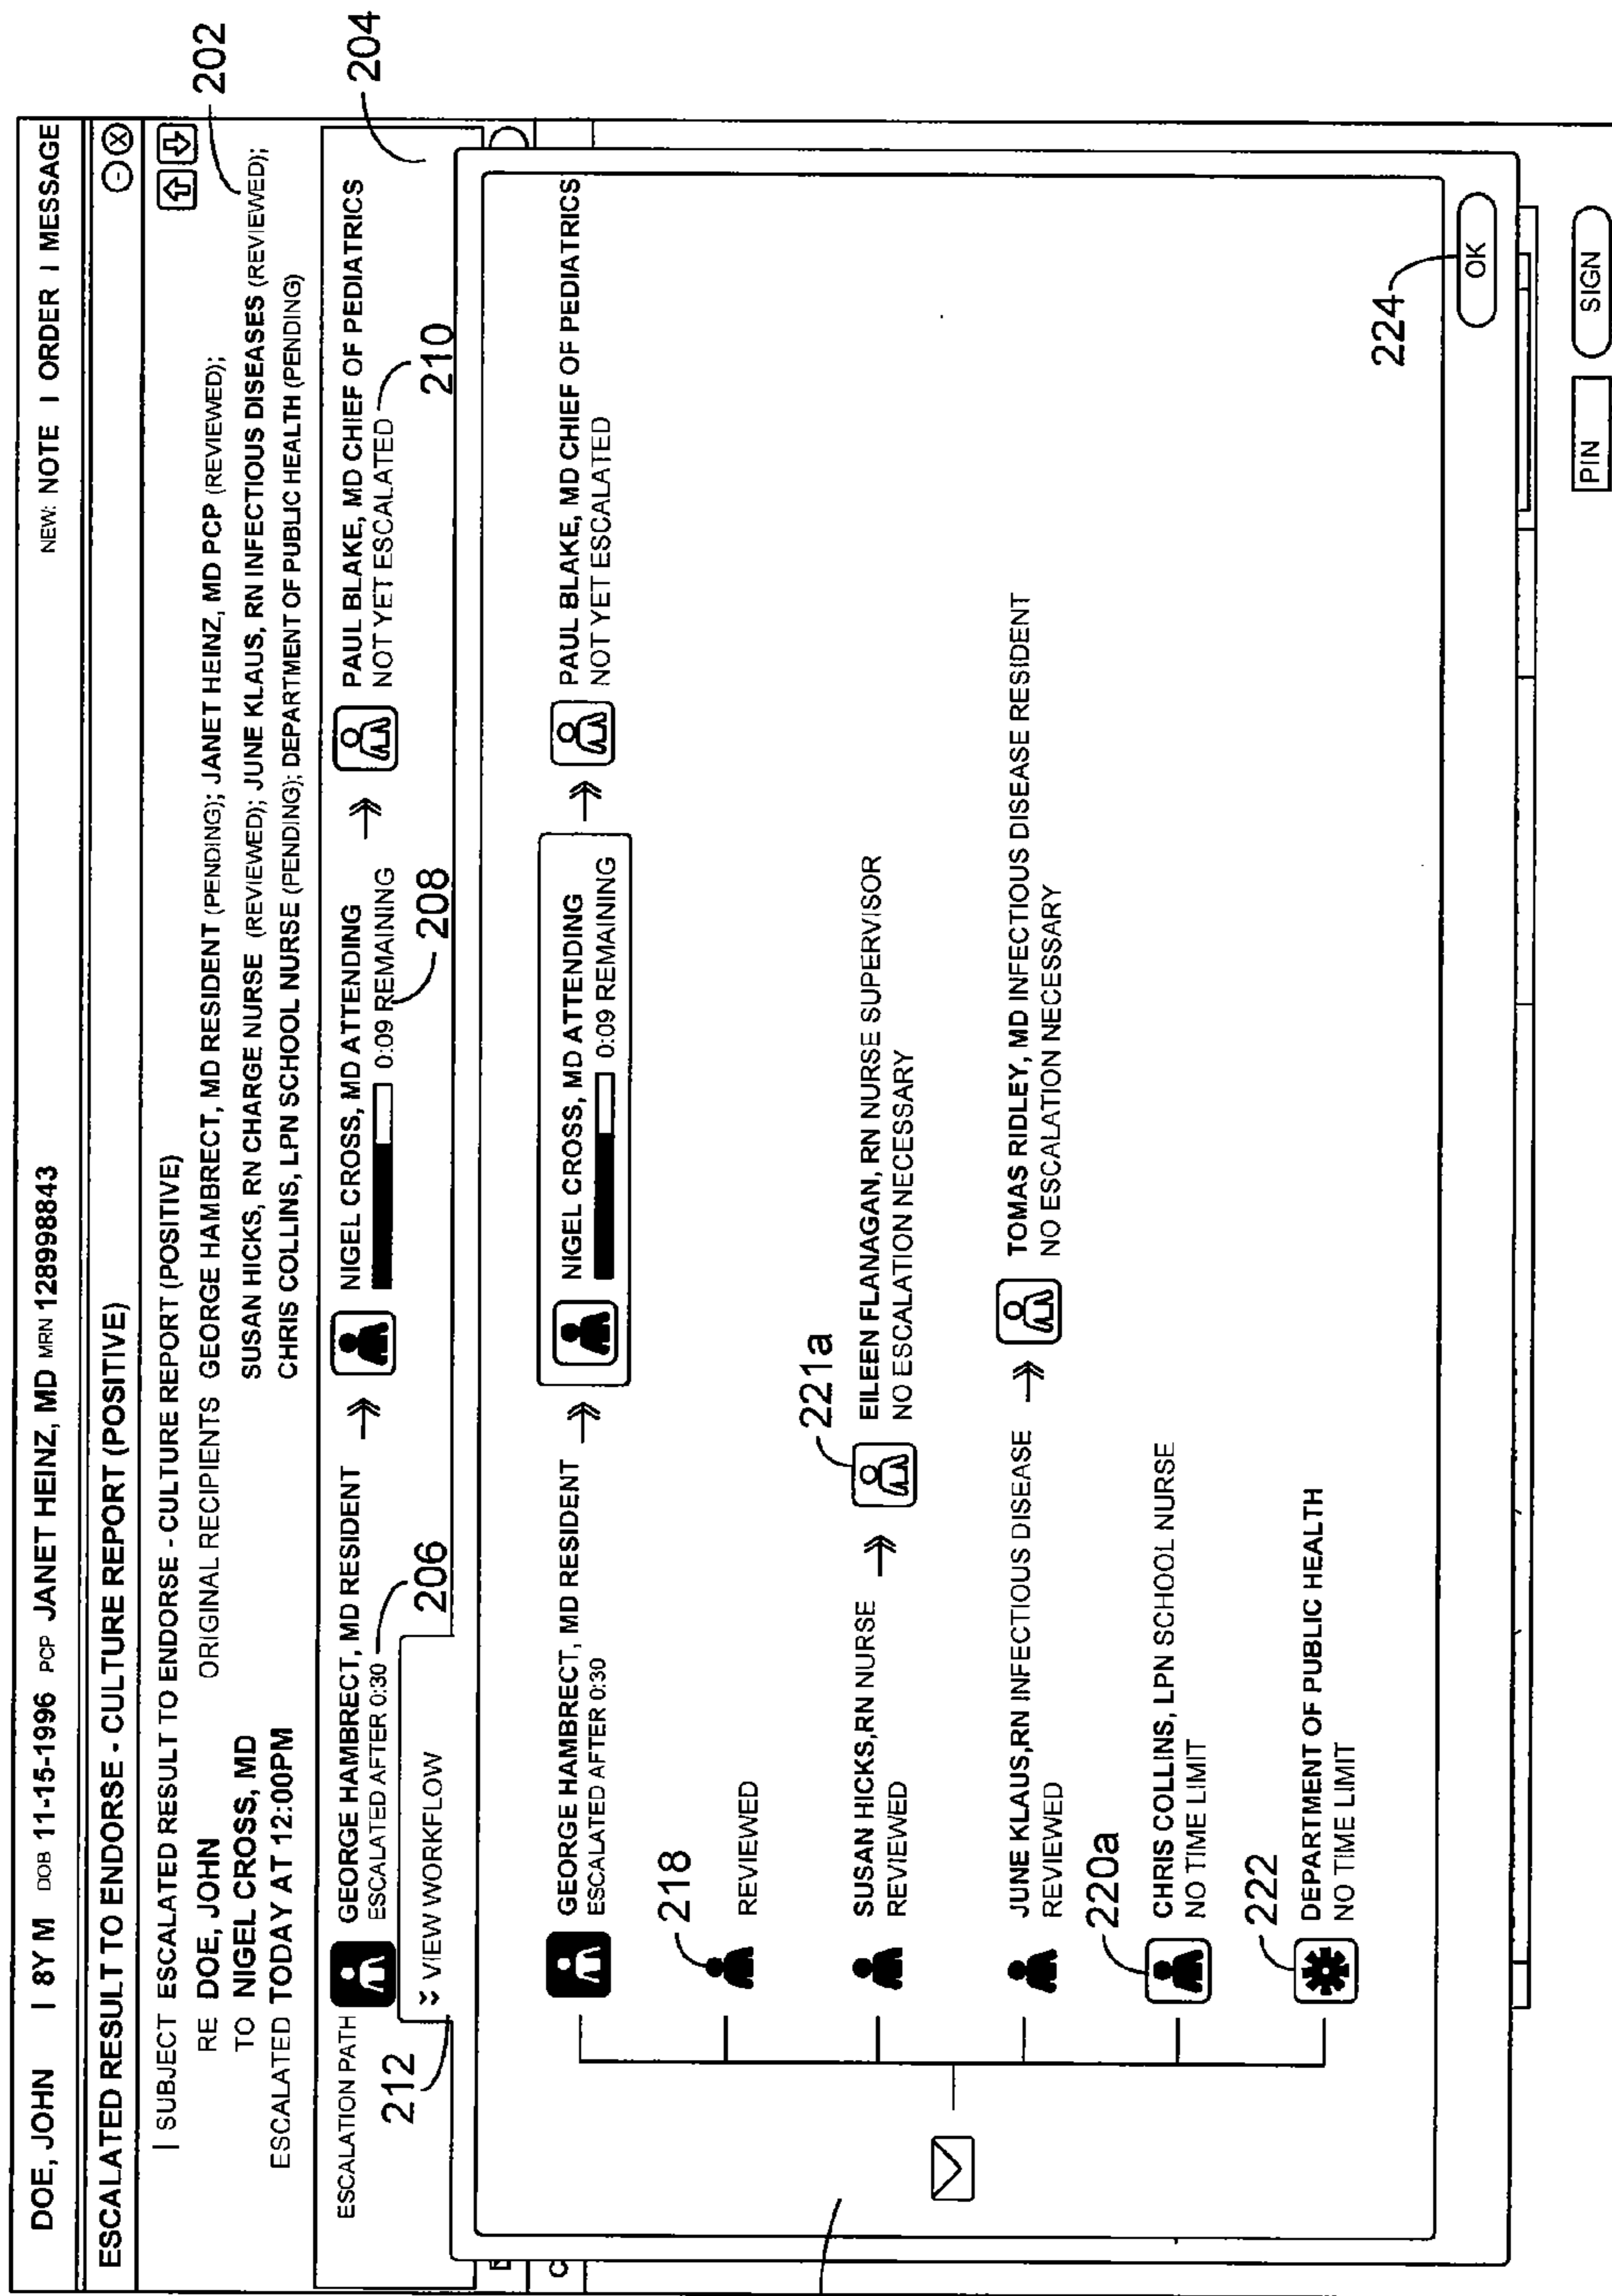 DOE, JOHN | 8Y M DOB 11-15-1996 PCP JANET HEINZ, MD MRN 128998843 NEW: NOTE | ORDER | MESSAGE
ESCALATED RESULT TO ENDORSE - CULTURE REPORT (POSITIVE)
| SUBJECT ESCALATED RESULT TO ENDORSE - CULTURE REPORT (POSITIVE)
202
RE DOE, JOHN ORIGINAL RECIPIENTS GEORGE HAMBRECT, MD RESIDENT (PENDING); JANET HEINZ, MD PCP (REVIEWED);
TO NIGEL CROSS, MD SUSAN HICKS, RN CHARGE NURSE (REVIEWED); JUNE KLAUS, RN INFECTIOUS DISEASES (REVIEWED);
ESCALATED TODAY AT 12:00PM CHRIS COLLINS, LPN SCHOOL NURSE (PENDING); DEPARTMENT OF PUBLIC HEALTH (PENDING)
204
ESCALATION PATH GEORGE HAMBRECT, MD RESIDENT NIGEL CROSS, MD ATTENDING PAUL BLAKE, MD CHIEF OF PEDIATRICS
ESCALATED AFTER 0:30 0:09 REMAINING NOT YET ESCALATED
212 VIEW WORKFLOW 206 208 210
GEORGE HAMBRECT, MD RESIDENT NIGEL CROSS, MD ATTENDING PAUL BLAKE, MD CHIEF OF PEDIATRICS
ESCALATED AFTER 0:30 0:09 REMAINING NOT YET ESCALATED
218
REVIEWED
221a
SUSAN HICKS,RN NURSE EILEEN FLANAGAN, RN NURSE SUPERVISOR
REVIEWED NO ESCALATION NECESSARY
JUNE KLAUS,RN INFECTIOUS DISEASE TOMAS RIDLEY, MD INFECTIOUS DISEASE RESIDENT
REVIEWED NO ESCALATION NECESSARY
220a
CHRIS COLLINS, LPN SCHOOL NURSE
NO TIME LIMIT
222
DEPARTMENT OF PUBLIC HEALTH
NO TIME LIMIT
224
OK
PIN SIGN